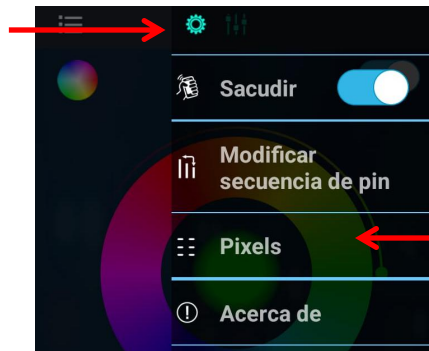 Sacudir
Modificar
secuencia de pin
Pixels
Acerca de